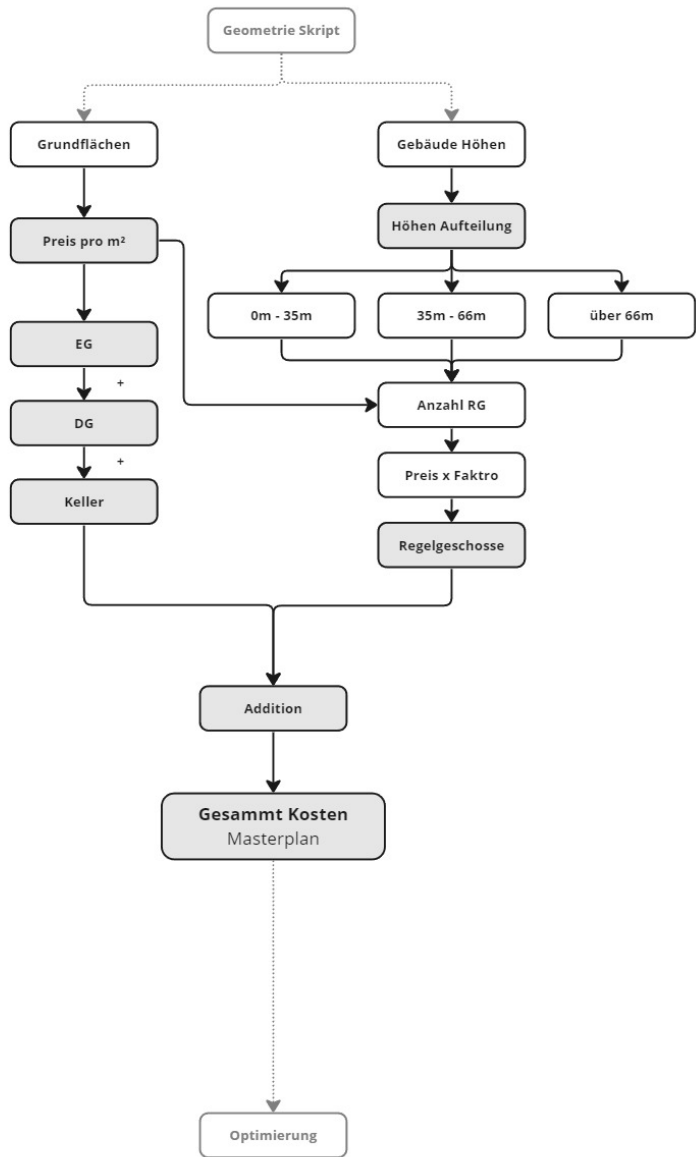 Geometrie Skript
Grundflächen
Gebäude Höhen
Preis pro m²
Höhen Aufteilung
0m - 35m
35m - 66m
über 66m
EG
+
DG
+
Keller
Anzahl RG
Preis x Faktro
Regelgeschosse
Addition
Gesammt Kosten
Masterplan
Optimierung